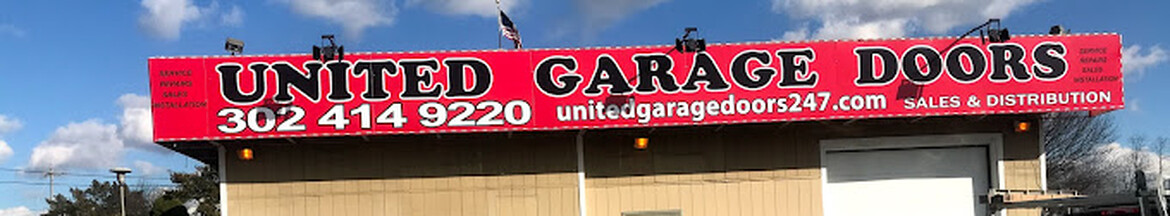 UNITED GARAGE DOORS
302 414 9220 unitedgaragedoors247.com SALES & DISTRIBUTION
SERVICE
REPAIRS
SALES
INSTALLATION
SERVICE
REPAIRS
SALES
INSTALLATION